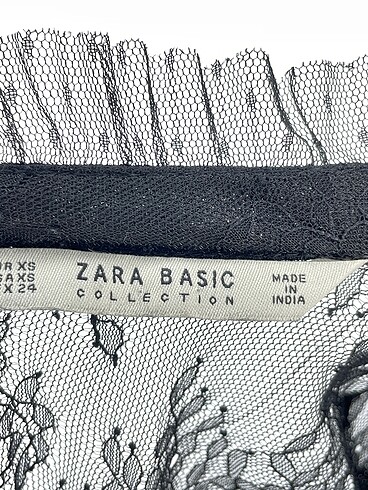 ZARA BASIC
COLLECTION
XS
XS
24
MADE
IN
INDIA